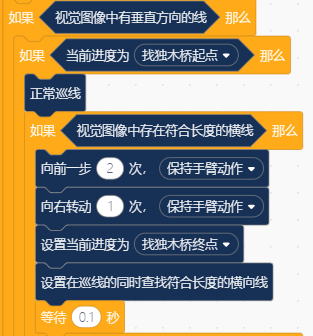 如果 视觉图像中有垂直方向的线 那么
如果 当前进度为 找独木桥起点 那么
正常巡线
如果 视觉图像中存在符合长度的横线 那么
向前一步 2 次， 保持手臂动作
向右转动 1 次， 保持手臂动作
设置当前进度为 找独木桥终点
设置在巡线的同时查找符合长度的横向线
等待 0.1 秒